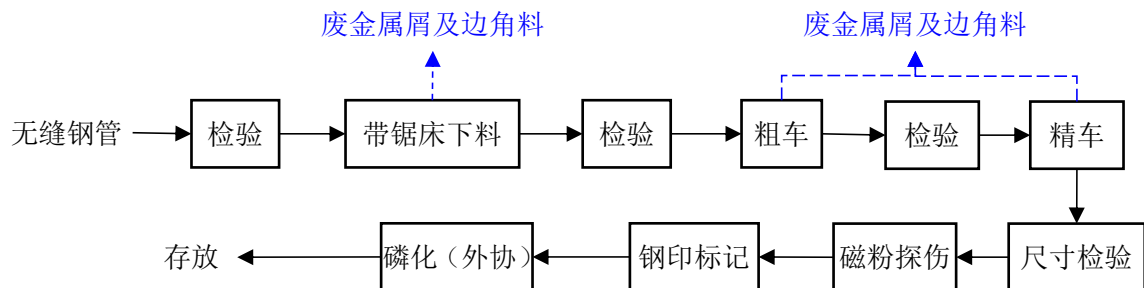 废金属屑及边角料
废金属屑及边角料
无缝钢管
检验
带锯床下料
检验
粗车
检验
精车
尺寸检验
磁粉探伤
钢印标记
磷化（外协）
存放